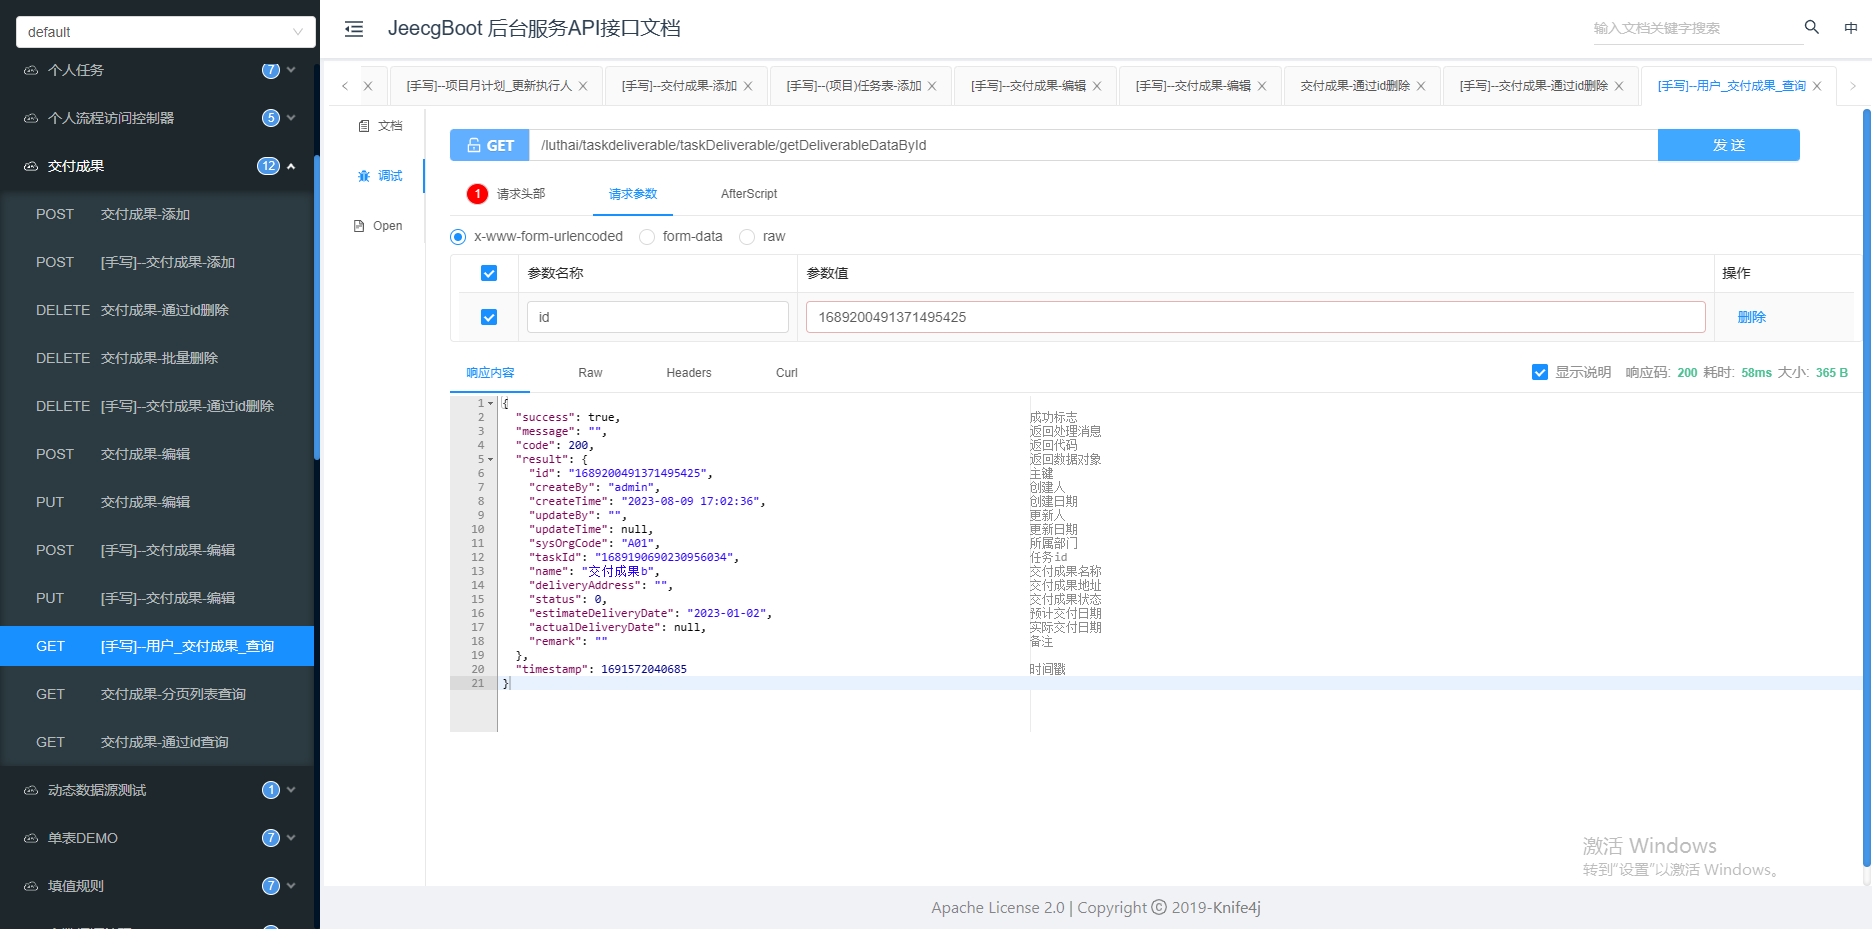 default
个人任务 7
个人流程访问控制器 5
交付成果 12
POST 交付成果-添加
POST [手写]--交付成果-添加
DELETE 交付成果-通过id删除
DELETE 交付成果-批量删除
DELETE [手写]--交付成果-通过id删除
POST 交付成果-编辑
PUT 交付成果-编辑
POST [手写]--交付成果-编辑
PUT [手写]--交付成果-编辑
GET [手写]--用户_交付成果_查询
GET 交付成果-分页列表查询
GET 交付成果-通过id查询
动态数据源测试 1
单表DEMO 7
填值规则 7
JeecgBoot 后台服务API接口文档
输入文档关键字搜索
中
[手写]--项目月计划_更新执行人
[手写]--交付成果-添加
[手写]--(项目)任务表-添加
[手写]--交付成果-编辑
[手写]--交付成果-编辑
交付成果-通过id删除
[手写]--交付成果-通过id删除
[手写]--用户_交付成果_查询
文档
调试
Open
GET /luthai/taskdeliverable/taskDeliverable/getDeliverableDataById 发 送
1 请求头部 请求参数 AfterScript
x-www-form-urlencoded form-data raw
参数名称 参数值 操作
id 1689200491371495425 删除
响应内容 Raw Headers Curl 显示说明 响应码: 200 耗时: 58ms 大小: 365 B
1 {
2 "success": true, 成功标志
3 "message": "", 返回处理消息
4 "code": 200, 返回代码
5 "result": { 返回数据对象
6 "id": "1689200491371495425", 主键
7 "createBy": "admin", 创建人
8 "createTime": "2023-08-09 17:02:36", 创建日期
9 "updateBy": "", 更新人
10 "updateTime": null, 更新日期
11 "sysOrgCode": "A01", 所属部门
12 "taskId": "1689190690230956034", 任务id
13 "name": "交付成果b", 交付成果名称
14 "deliveryAddress": "", 交付成果地址
15 "status": 0, 交付成果状态
16 "estimateDeliveryDate": "2023-01-02", 预计交付日期
17 "actualDeliveryDate": null, 实际交付日期
18 "remark": "" 备注
19 },
20 "timestamp": 1691572040685 时间戳
21 }
激活 Windows
转到"设置"以激活 Windows。
Apache License 2.0 | Copyright © 2019-Knife4j